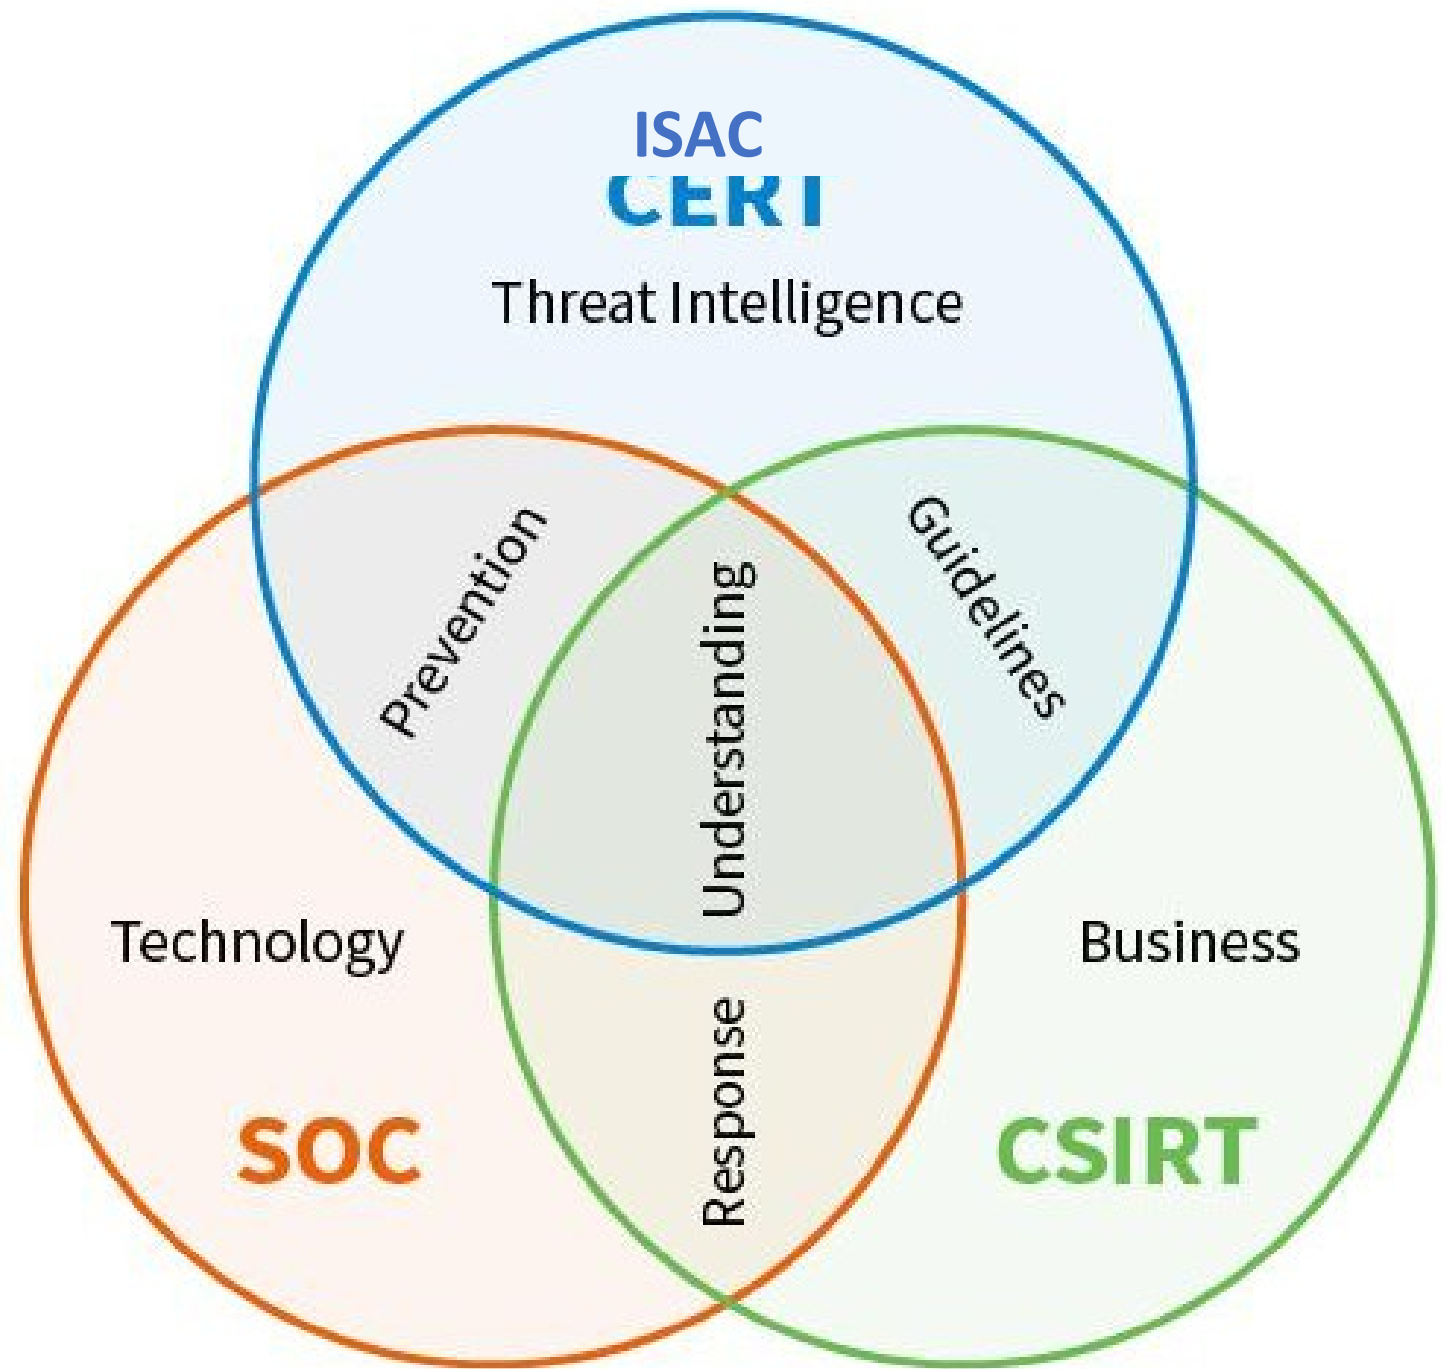 ISAC
CERT
Threat Intelligence
Prevention
Understanding
Guidelines
Technology
Business
Response
SOC
CSIRT